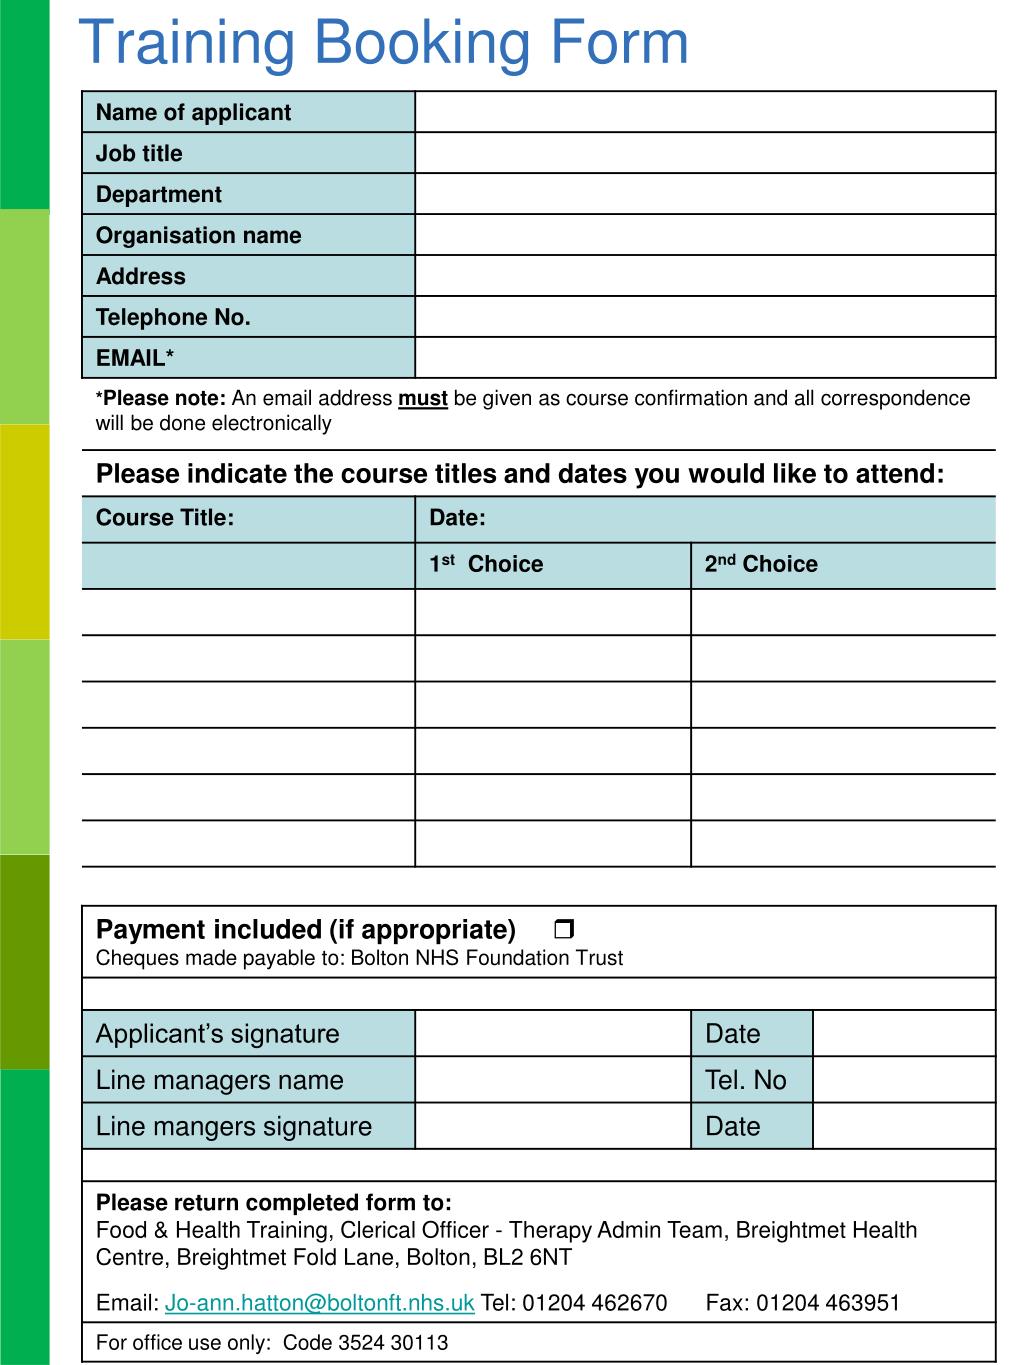 Training Booking Form
Name of applicant
Job title
Department
Organisation name
Address
Telephone No.
EMAIL*
*Please note: An email address must be given as course confirmation and all correspondence
will be done electronically
Please indicate the course titles and dates you would like to attend:
Course Title: Date:
1st Choice 2nd Choice
Payment included (if appropriate) ❒
Cheques made payable to: Bolton NHS Foundation Trust
Applicant’s signature Date
Line managers name Tel. No
Line mangers signature Date
Please return completed form to:
Food & Health Training, Clerical Officer - Therapy Admin Team, Breightmet Health
Centre, Breightmet Fold Lane, Bolton, BL2 6NT
Email: Jo-ann.hatton@boltonft.nhs.uk Tel: 01204 462670 Fax: 01204 463951
For office use only: Code 3524 30113